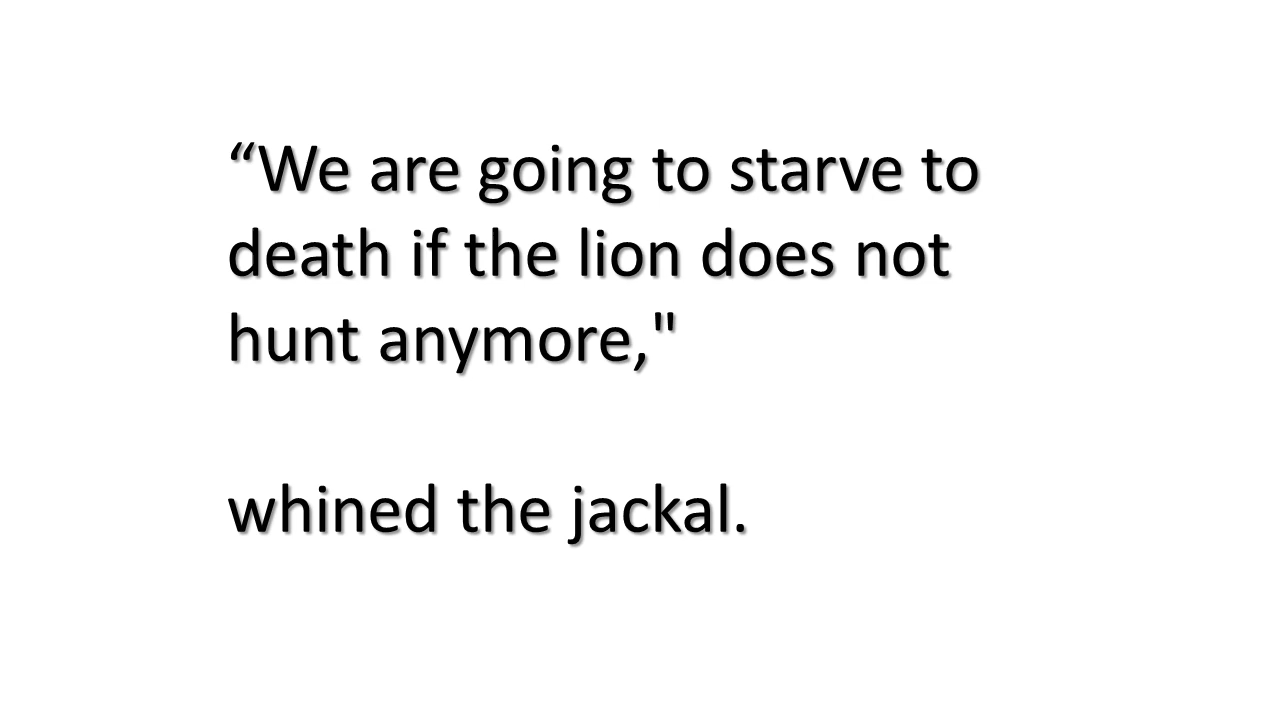 “We are going to starve to
death if the lion does not
hunt anymore,"
whined the jackal.